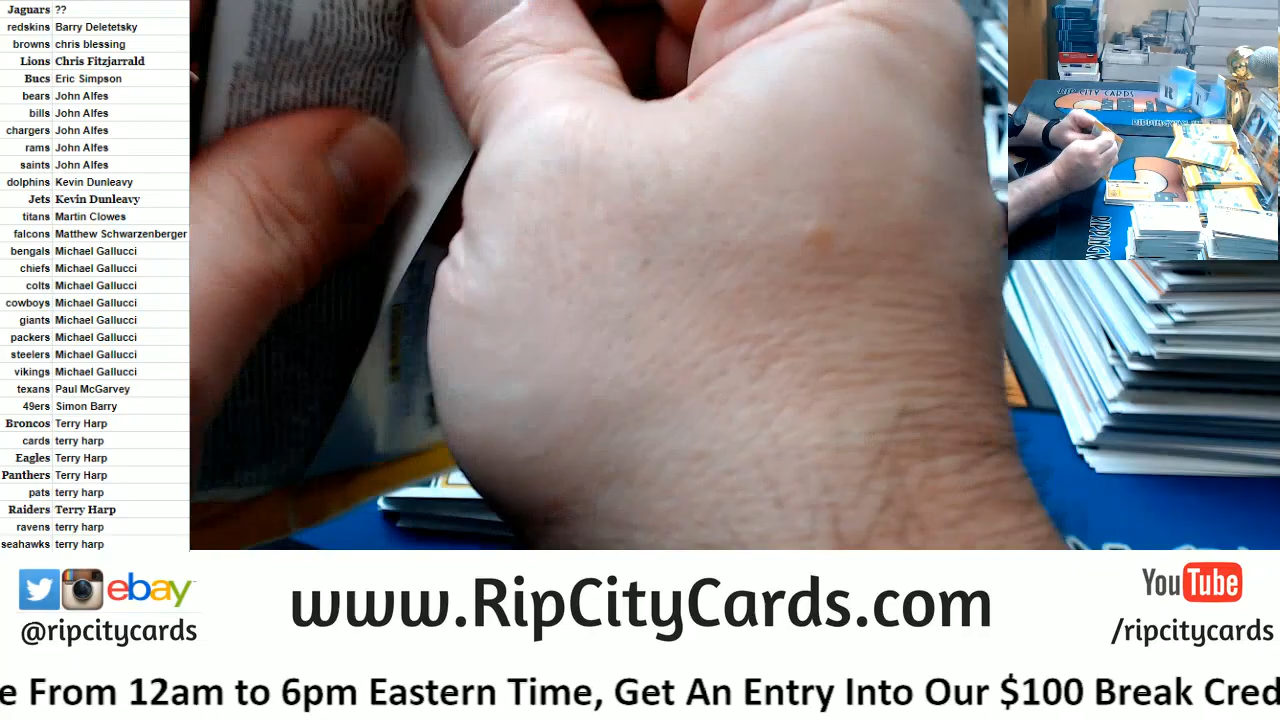 Jaguars ??
redskins Barry Deletetsky
browns chris blessing
Lions Chris Fitzjarrald
Bucs Eric Simpson
bears John Alfes
bills John Alfes
chargers John Alfes
rams John Alfes
saints John Alfes
dolphins Kevin Dunleavy
Jets Kevin Dunleavy
titans Martin Clowes
falcons Matthew Schwarzenberger
bengals Michael Gallucci
chiefs Michael Gallucci
colts Michael Gallucci
cowboys Michael Gallucci
giants Michael Gallucci
packers Michael Gallucci
steelers Michael Gallucci
vikings Michael Gallucci
texans Paul McGarvey
49ers Simon Barry
Broncos Terry Harp
cards terry harp
Eagles Terry Harp
Panthers Terry Harp
pats terry harp
Raiders Terry Harp
ravens terry harp
seahawks terry harp
RIPCITY CARDS
ebay
@ripcitycards
www.RipCityCards.com
YouTube
/ripcitycards
e From 12am to 6pm Eastern Time, Get An Entry Into Our $100 Break Cred